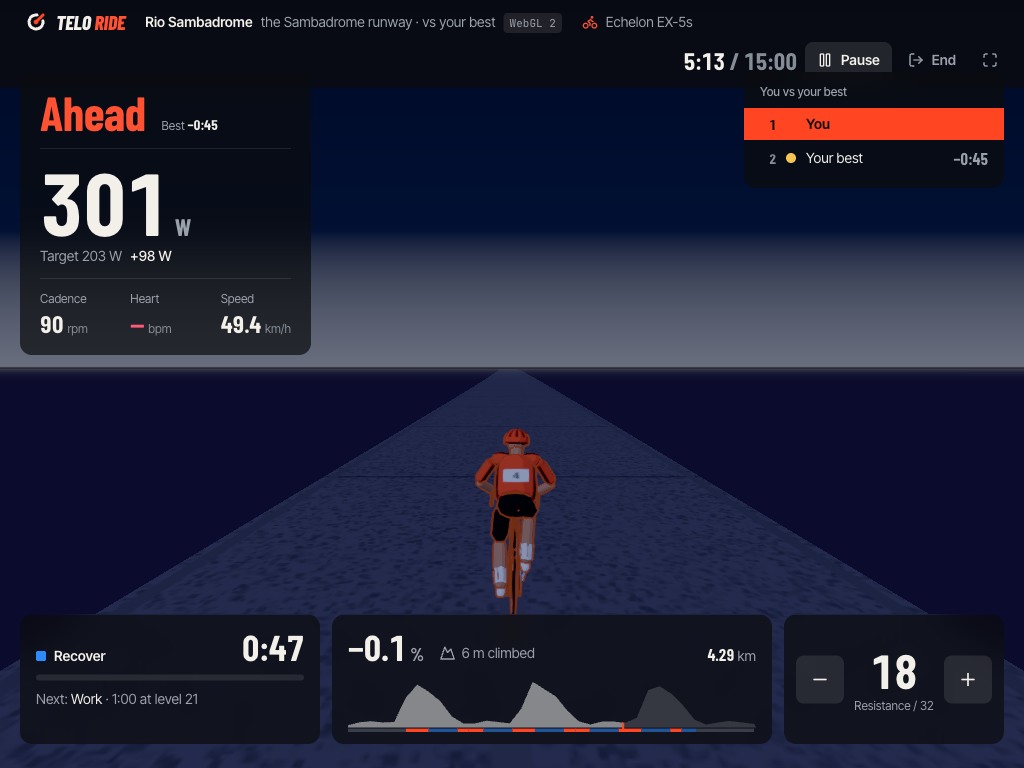 TELO RIDE Rio Sambadrome the Sambadrome runway · vs your best WebGL 2 Echelon EX-5s
5:13 / 15:00 Pause End
Ahead Best −0:45
301 W
Target 203 W +98 W
Cadence Heart Speed
90 rpm – bpm 49.4 km/h
You vs your best
1 You
2 Your best −0:45
4
Recover 0:47
Next: Work · 1:00 at level 21
−0.1 % 6 m climbed 4.29 km
− 18 +
Resistance / 32